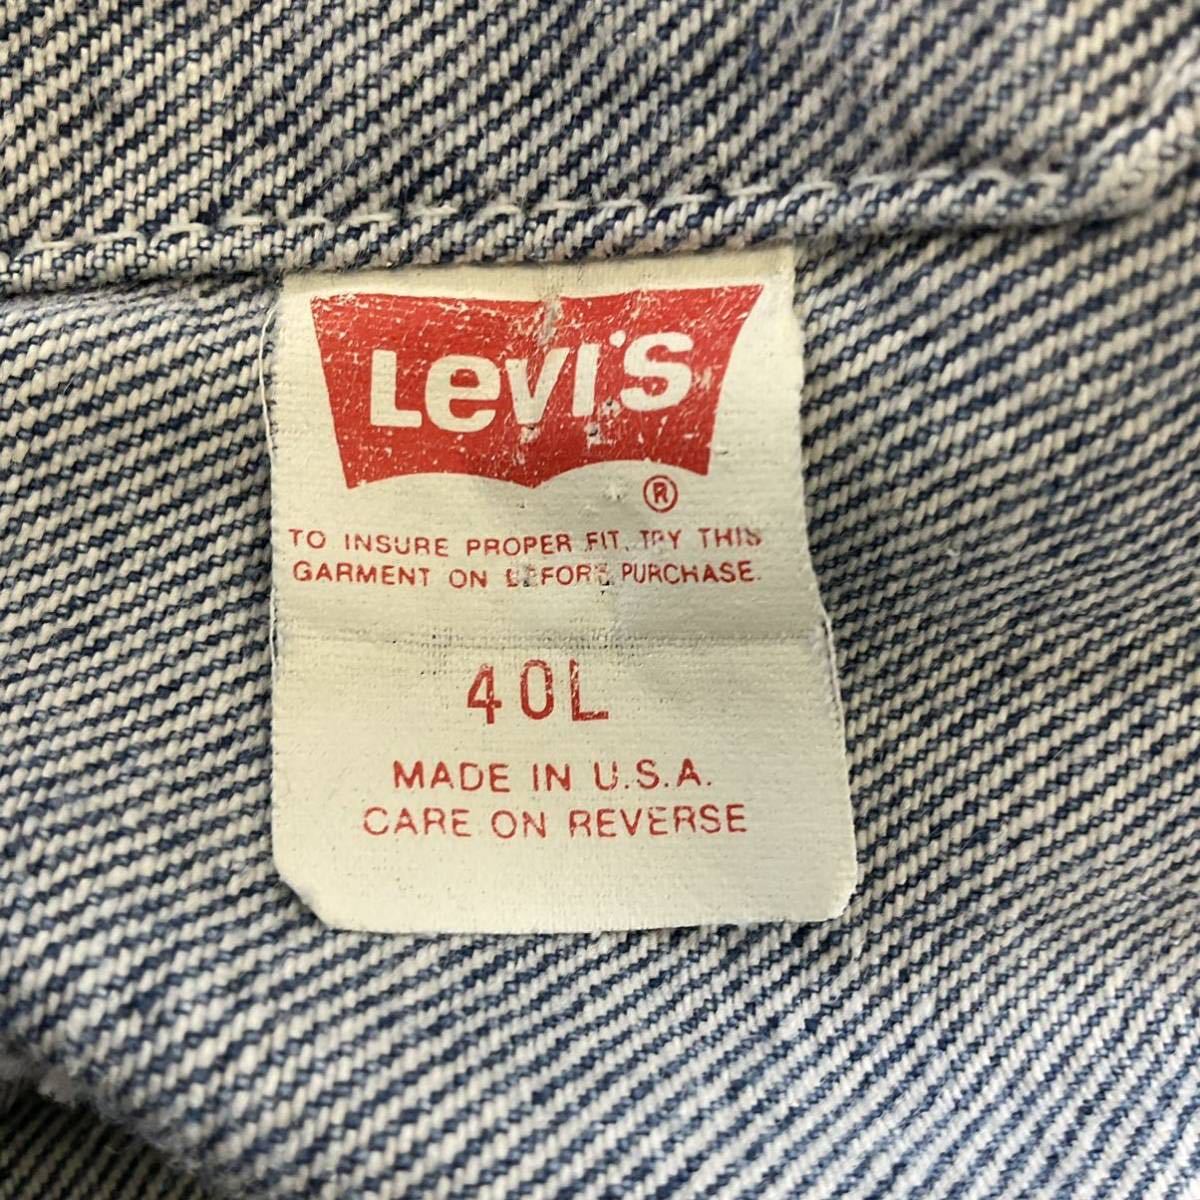 Levi's
®
TO INSURE PROPER FIT, TRY THIS
GARMENT ON BEFORE PURCHASE.
40L
MADE IN U.S.A.
CARE ON REVERSE